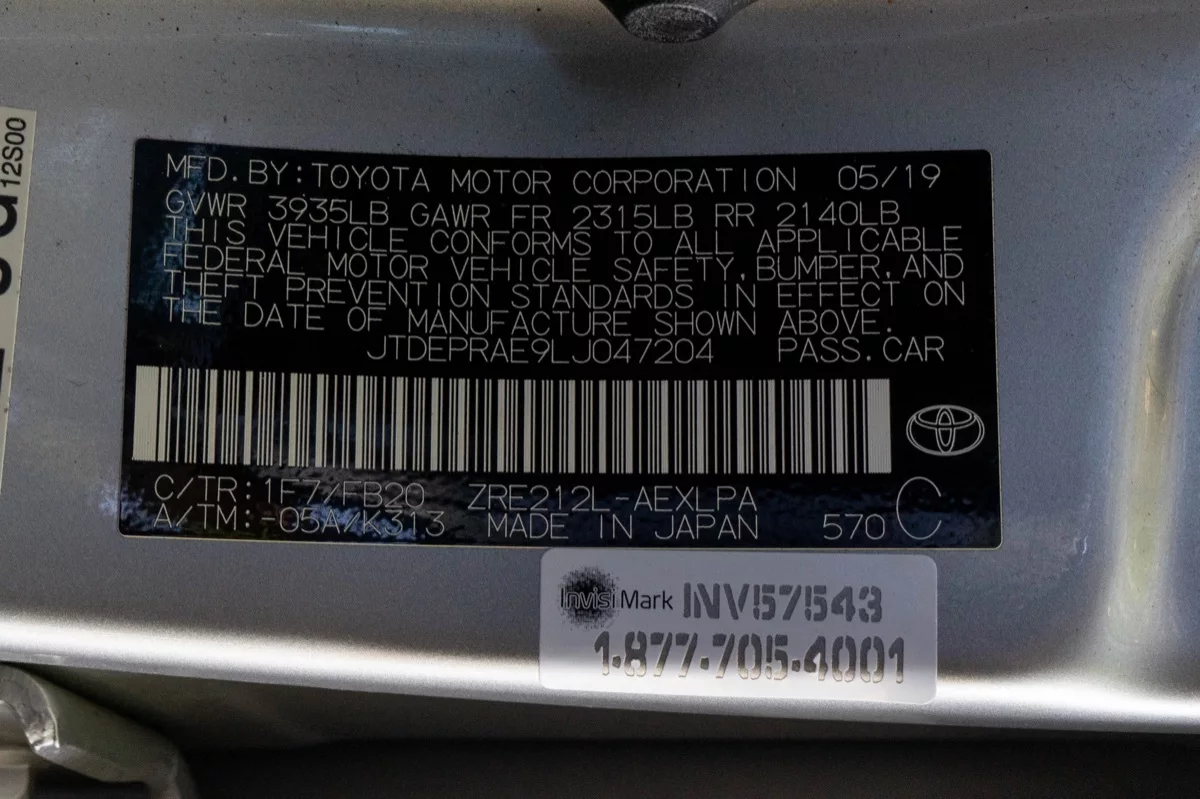 12S00
MFD. BY: TOYOTA MOTOR CORPORATION 05/19
GVWR 3935LB GAWR FR 2315LB RR 2140LB
THIS VEHICLE CONFORMS TO ALL APPLICABLE
FEDERAL MOTOR VEHICLE SAFETY, BUMPER, AND
THEFT PREVENTION STANDARDS IN EFFECT ON
THE DATE OF MANUFACTURE SHOWN ABOVE.
JTDEPRAE9LJ047204 PASS. CAR
C/TR: 1F7/FB20 ZRE212L-AEXLPA
A/TM: -05A/K313 MADE IN JAPAN 570 C
InvisiMark INV57543
1-877-705-4001